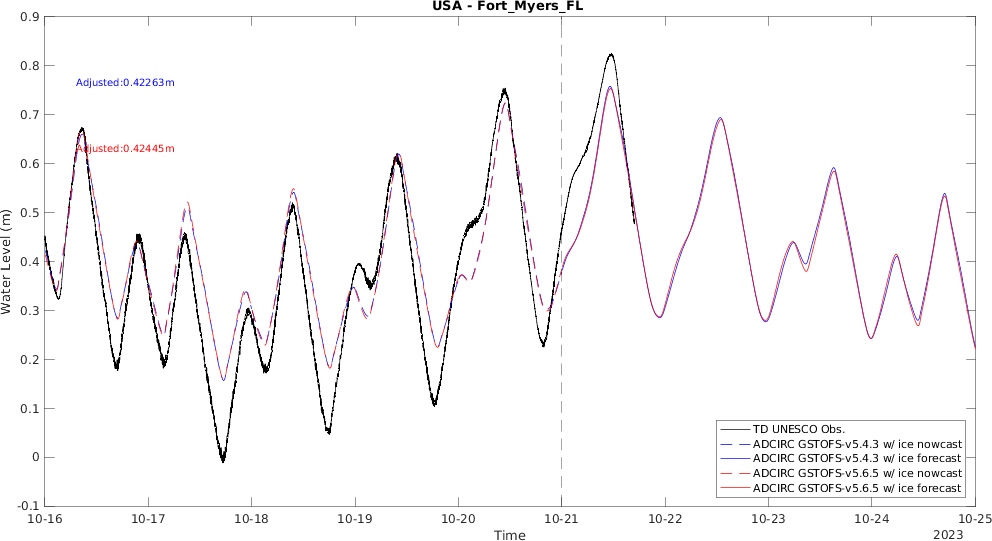 USA - Fort_Myers_FL
0.9
0.8
0.7
0.6
0.5
0.4
0.3
0.2
0.1
0
-0.1
Water Level (m)
Adjusted:0.42263m
Adjusted:0.42445m
TD UNESCO Obs.
ADCIRC GSTOFS-v5.4.3 w/ ice nowcast
ADCIRC GSTOFS-v5.4.3 w/ ice forecast
ADCIRC GSTOFS-v5.6.5 w/ ice nowcast
ADCIRC GSTOFS-v5.6.5 w/ ice forecast
10-16 10-17 10-18 10-19 10-20 10-21 10-22 10-23 10-24 10-25
Time
2023